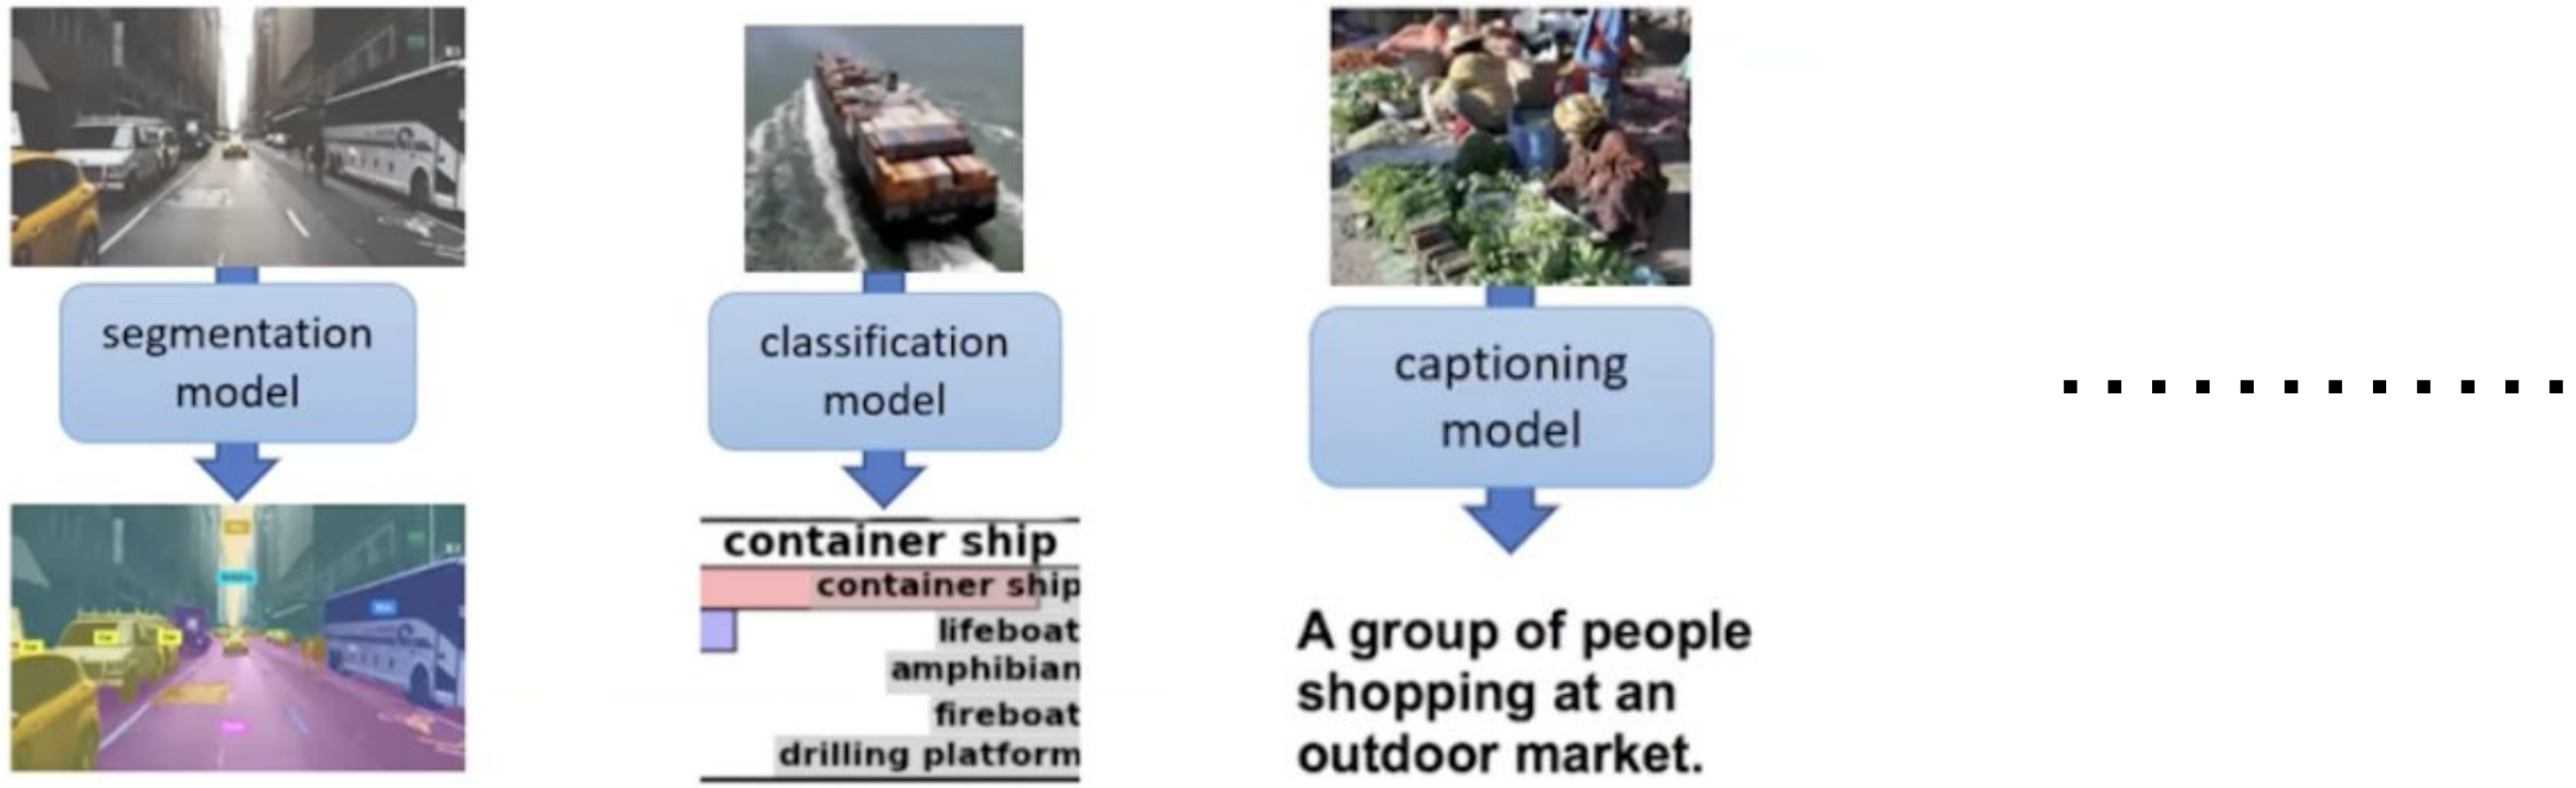 segmentation
model
classification
model
captioning
model
container ship
container ship
lifeboat
amphibian
fireboat
drilling platform
A group of people
shopping at an
outdoor market.
............